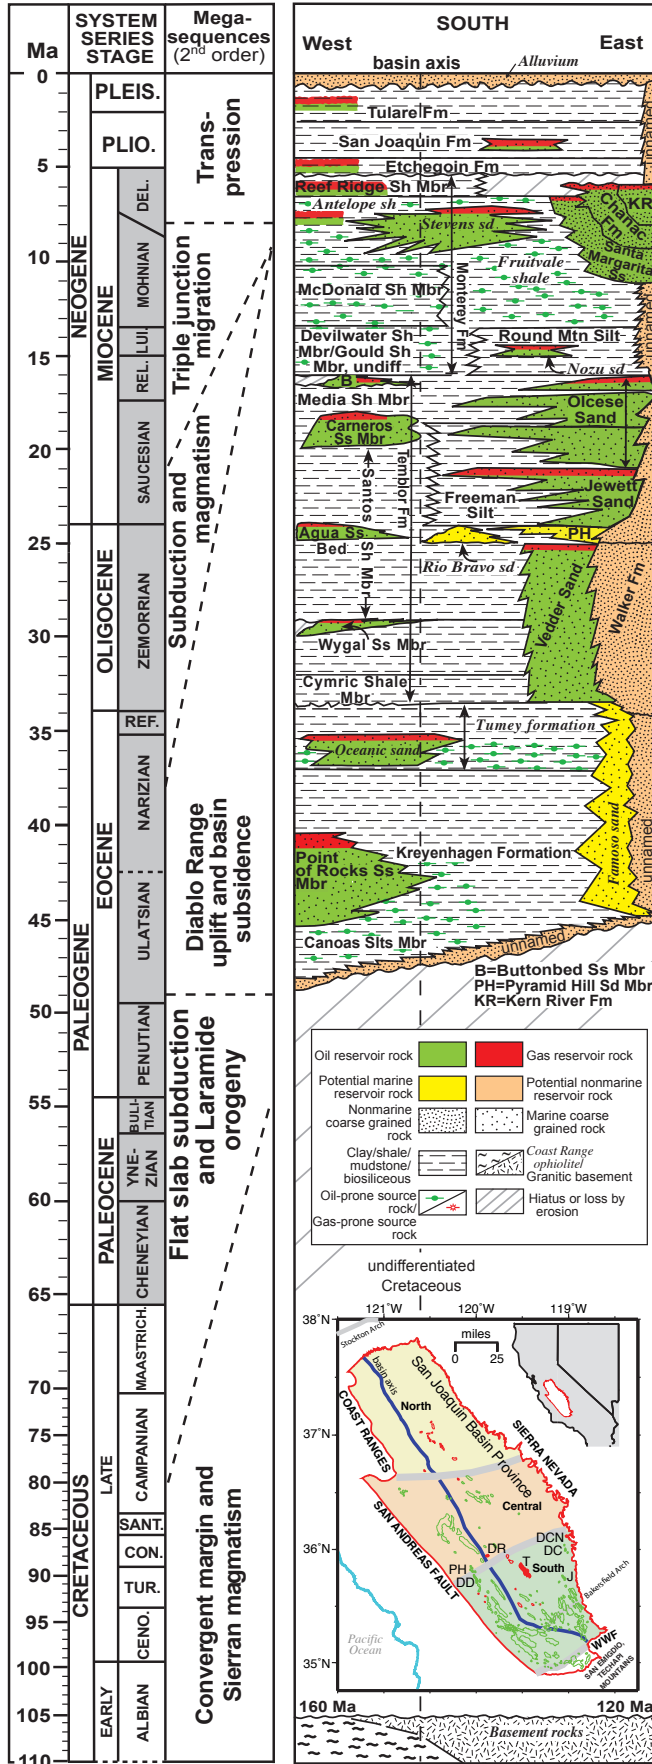 Ma
SYSTEM
SERIES
STAGE
Mega-
sequences
(2nd order)
SOUTH
West
East
basin axis
Alluvium
0
5
10
15
20
25
30
35
40
45
50
55
60
65
70
75
80
85
90
95
100
105
110
NEOGENE
PALEOGENE
CRETACEOUS
PLEIS.
PLIO.
MIOCENE
OLIGOCENE
EOCENE
PALEOCENE
LATE
EARLY
DEL.
MOHNIAN
LUI.
REL.
SAUCESIAN
ZEMORRIAN
REF.
NARIZIAN
ULATSIAN
PENUTIAN
BULI-
TIAN
YNE-
ZIAN
CHENEYIAN
MAASTRICH.
CAMPANIAN
SANT.
CON.
TUR.
CENO.
ALBIAN
Trans-
pression
Triple junction
migration
Subduction and
magmatism
Diablo Range
uplift and basin
subsidence
Flat slab subduction
and Laramide
orogeny
Convergent margin and
Sierran magmatism
Tulare Fm
San Joaquin Fm
Etchegoin Fm
unnamed
Reef Ridge Sh Mbr
Antelope sh
Stevens sd
KR
Chanac
Fm
Santa
Margarita
Fruitvale
shale
McDonald Sh Mbr
Monterey Fm
unnamed
Devilwater Sh
Mbr/Gould Sh
Mbr, undiff
Round Mtn Silt
Nozu sd
B
Media Sh Mbr
Olcese
Sand
Carneros
Ss Mbr
Temblor Fm
Santos Sh Mbr
Freeman
Silt
Jewett
Sand
Agua Ss
Bed
PH
Rio Bravo sd
Vedder Sand
Walker Fm
Wygal Ss Mbr
Cymric Shale
Mbr
Tumey formation
Oceanic sand
Famoso sand
unnamed
Point
of Rocks Ss
Mbr
Kreyenhagen Formation
Canoas Slts Mbr
unnamed
B=Buttonbed Ss Mbr
PH=Pyramid Hill Sd Mbr
KR=Kern River Fm
Oil reservoir rock
Gas reservoir rock
Potential marine
reservoir rock
Potential nonmarine
reservoir rock
Nonmarine
coarse grained
rock
Marine coarse
grained rock
Clay/shale/
mudstone/
biosiliceous
Coast Range
ophiolite/
Granitic basement
Oil-prone source
rock/
Gas-prone source
rock
Hiatus or loss by
erosion
undifferentiated
Cretaceous
121°W
120°W
119°W
38°N
37°N
36°N
35°N
Stockton Arch
miles
0
25
basin axis
North
San Joaquin Basin Province
COAST RANGES
SIERRA NEVADA
Central
SAN ANDREAS FAULT
DCN
DC
DR
T
South
J
PH
DD
Bakersfield Arch
Pacific
Ocean
WWF
SAN EMIGDIO,
TECHAPI
MOUNTAINS
160 Ma
120 Ma
Basement rocks